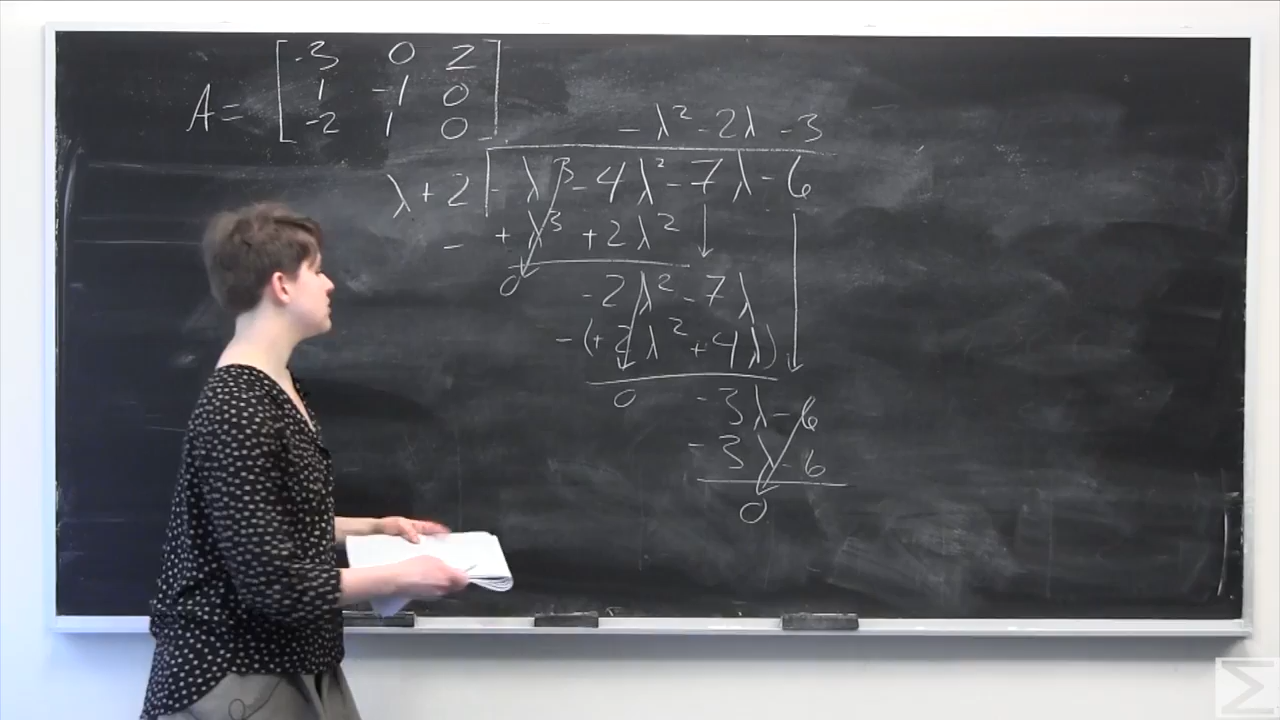 A = [ -3 0 2
1 -1 0
-2 1 0 ]
-λ² - 2λ - 3
λ + 2 | - λ³ - 4λ² - 7λ - 6
- + λ³ + 2λ²
0
-2λ² - 7λ
-(+2λ² + 4λ)
0 -3λ - 6
-3λ - 6
0
Σ